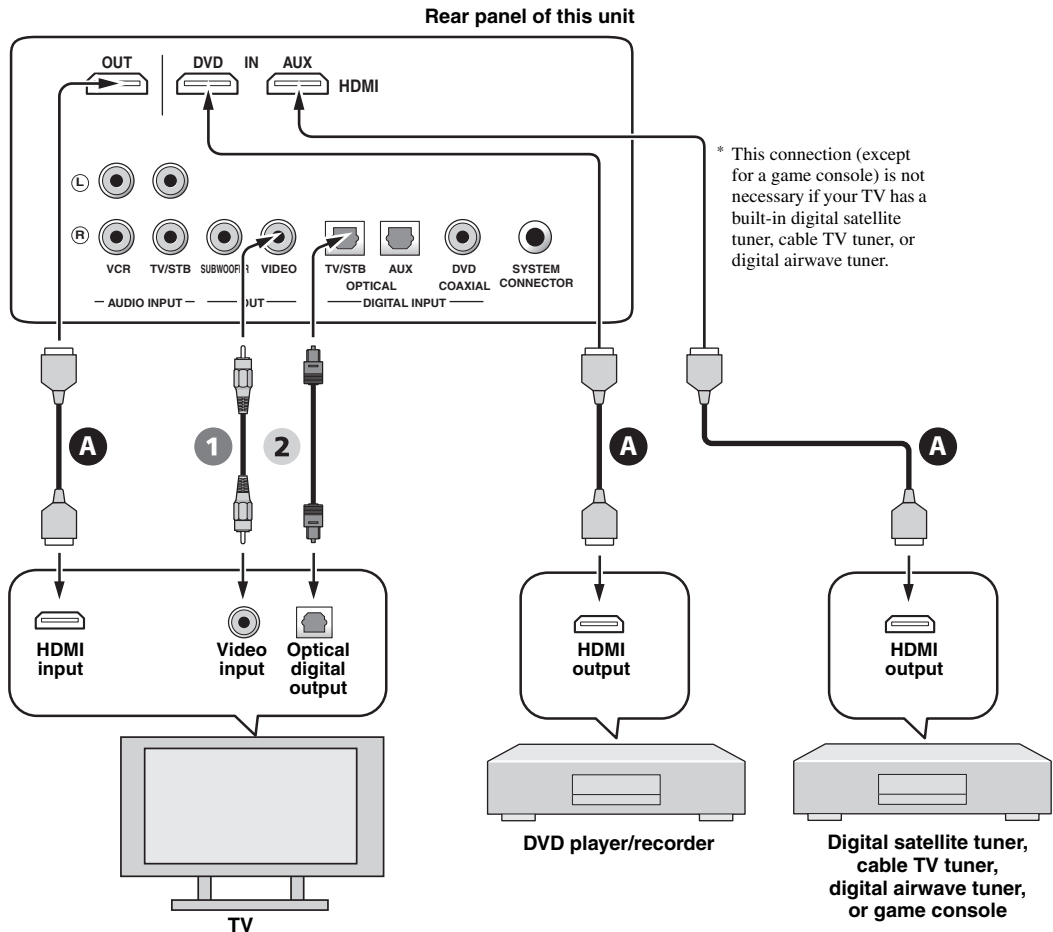 Rear panel of this unit
OUT
DVD
IN
AUX
HDMI
* This connection (except
for a game console) is not
necessary if your TV has a
built-in digital satellite
tuner, cable TV tuner, or
digital airwave tuner.
L
R
VCR
TV/STB
SUBWOOFER
VIDEO
TV/STB
AUX
DVD
SYSTEM
CONNECTOR
OPTICAL
COAXIAL
AUDIO INPUT
OUT
DIGITAL INPUT
A
1
2
A
A
HDMI
input
Video
input
Optical
digital
output
HDMI
output
HDMI
output
TV
DVD player/recorder
Digital satellite tuner,
cable TV tuner,
digital airwave tuner,
or game console